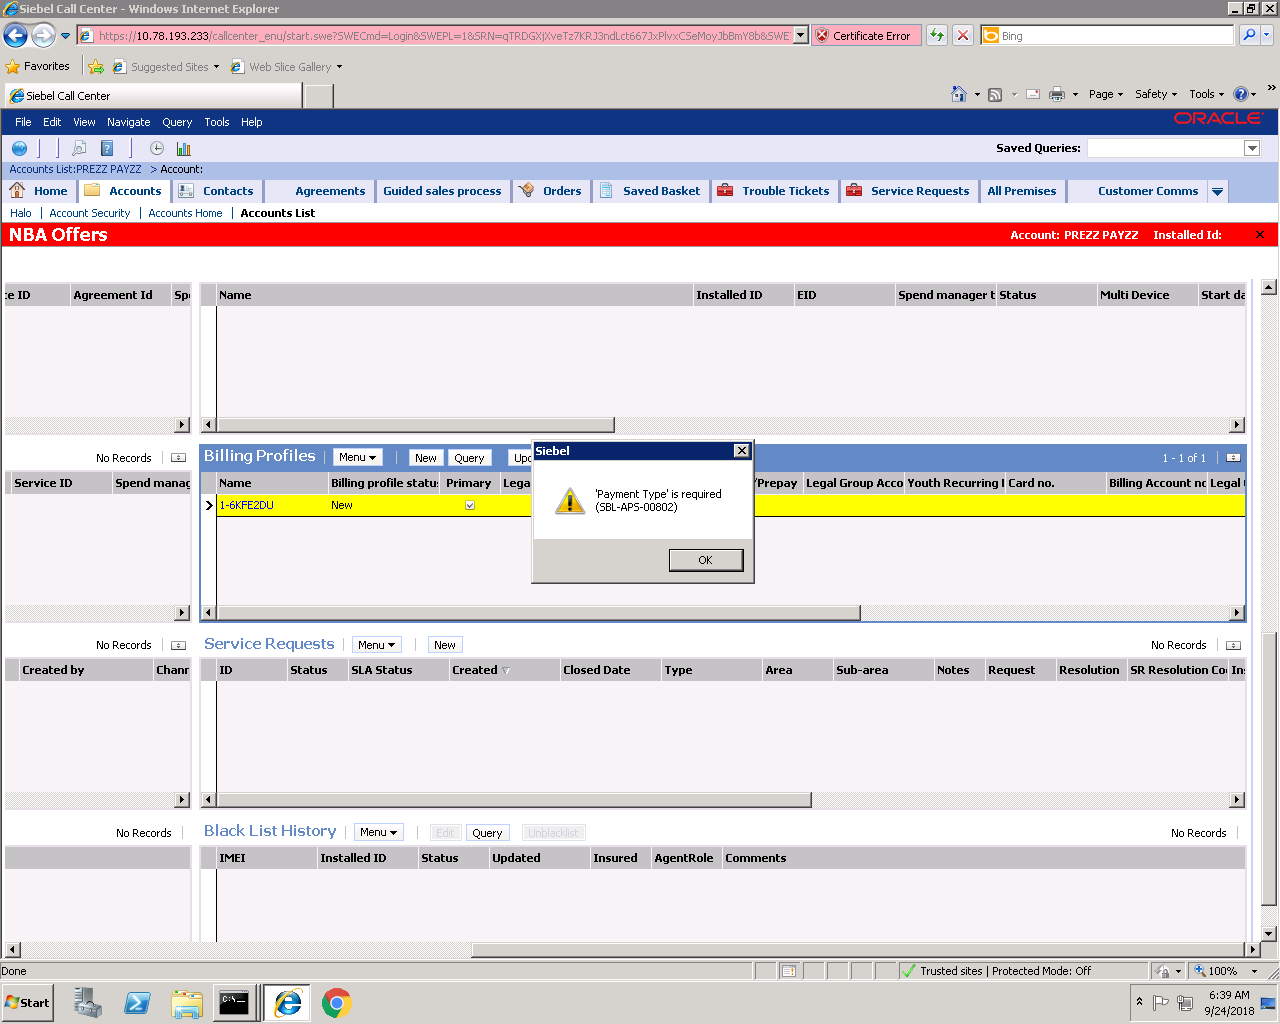 Siebel Call Center - Windows Internet Explorer
https://10.78.193.233/callcenter_enu/start.swe?SWECmd=Login&SWEPL=1&SRN=
Certificate Error
Bing
Favorites
Suggested Sites
Web Slice Gallery
Siebel Call Center
Page
Safety
Tools
»
File Edit View Navigate Query Tools Help
ORACLE
Saved Queries:
Accounts List:PREZZ PAYZZ > Account:
Home
Accounts
Contacts
Agreements
Guided sales process
Orders
Saved Basket
Trouble Tickets
Service Requests
All Premises
Customer Comms
Halo | Account Security | Accounts Home | Accounts List
NBA Offers
Account: PREZZ PAYZZ Installed Id:
ce ID Agreement Id Spe
Name Installed ID EID Spend manager t Status Multi Device Start da
No Records
Billing Profiles
Menu
New
Query
Upd
1 - 1 of 1
Service ID Spend manag
Name Billing profile status Primary Legal /Prepay Legal Group Acco Youth Recurring I Card no. Billing Account no Legal
1-6KFE2DU New
Siebel
'Payment Type' is required
(SBL-APS-00802)
OK
No Records
Service Requests
Menu
New
No Records
Created by Chann
ID Status SLA Status Created Closed Date Type Area Sub-area Notes Request Resolution SR Resolution Co Ins
No Records
Black List History
Menu
Edit
Query
Unblacklist
No Records
IMEI Installed ID Status Updated Insured AgentRole Comments
Done
Trusted sites | Protected Mode: Off
100%
Start
6:39 AM
9/24/2018